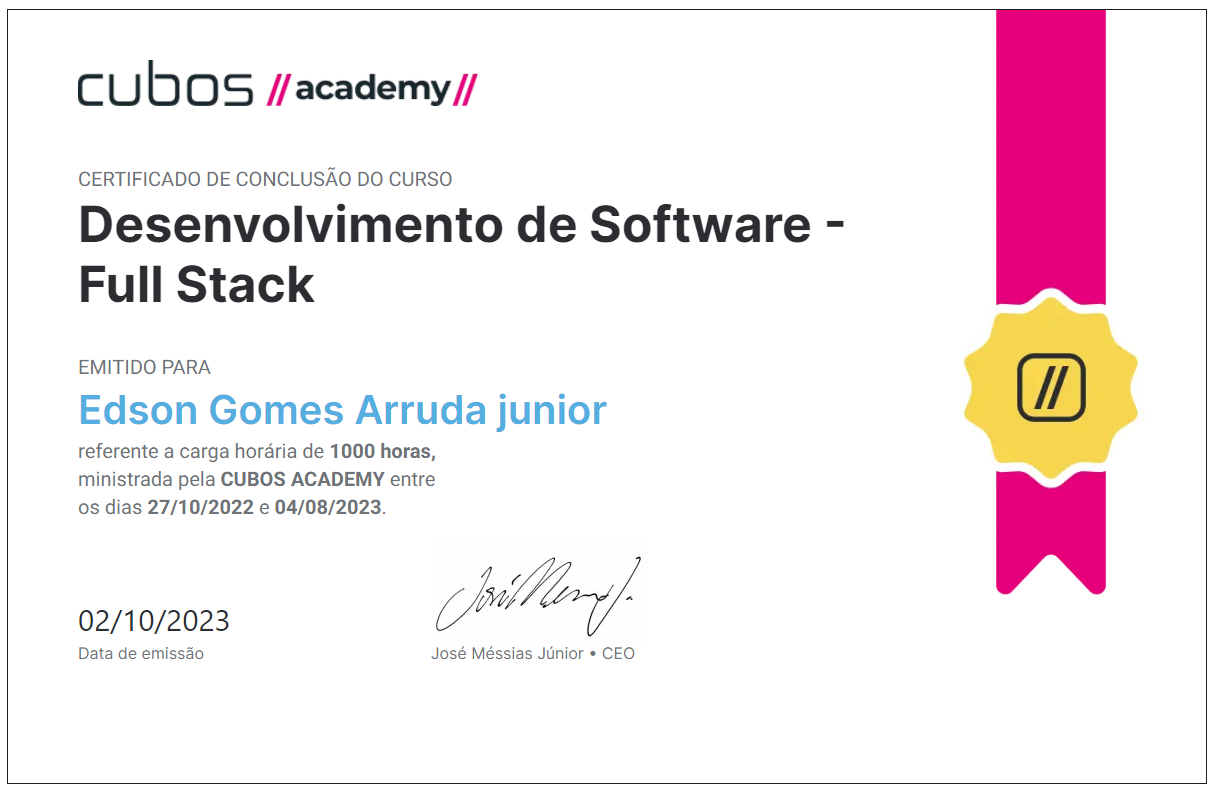 cubos //academy//
CERTIFICADO DE CONCLUSÃO DO CURSO
Desenvolvimento de Software -
Full Stack
EMITIDO PARA
Edson Gomes Arruda junior
referente a carga horária de 1000 horas,
ministrada pela CUBOS ACADEMY entre
os dias 27/10/2022 e 04/08/2023.
02/10/2023
Data de emissão
José Méssias Júnior • CEO
//